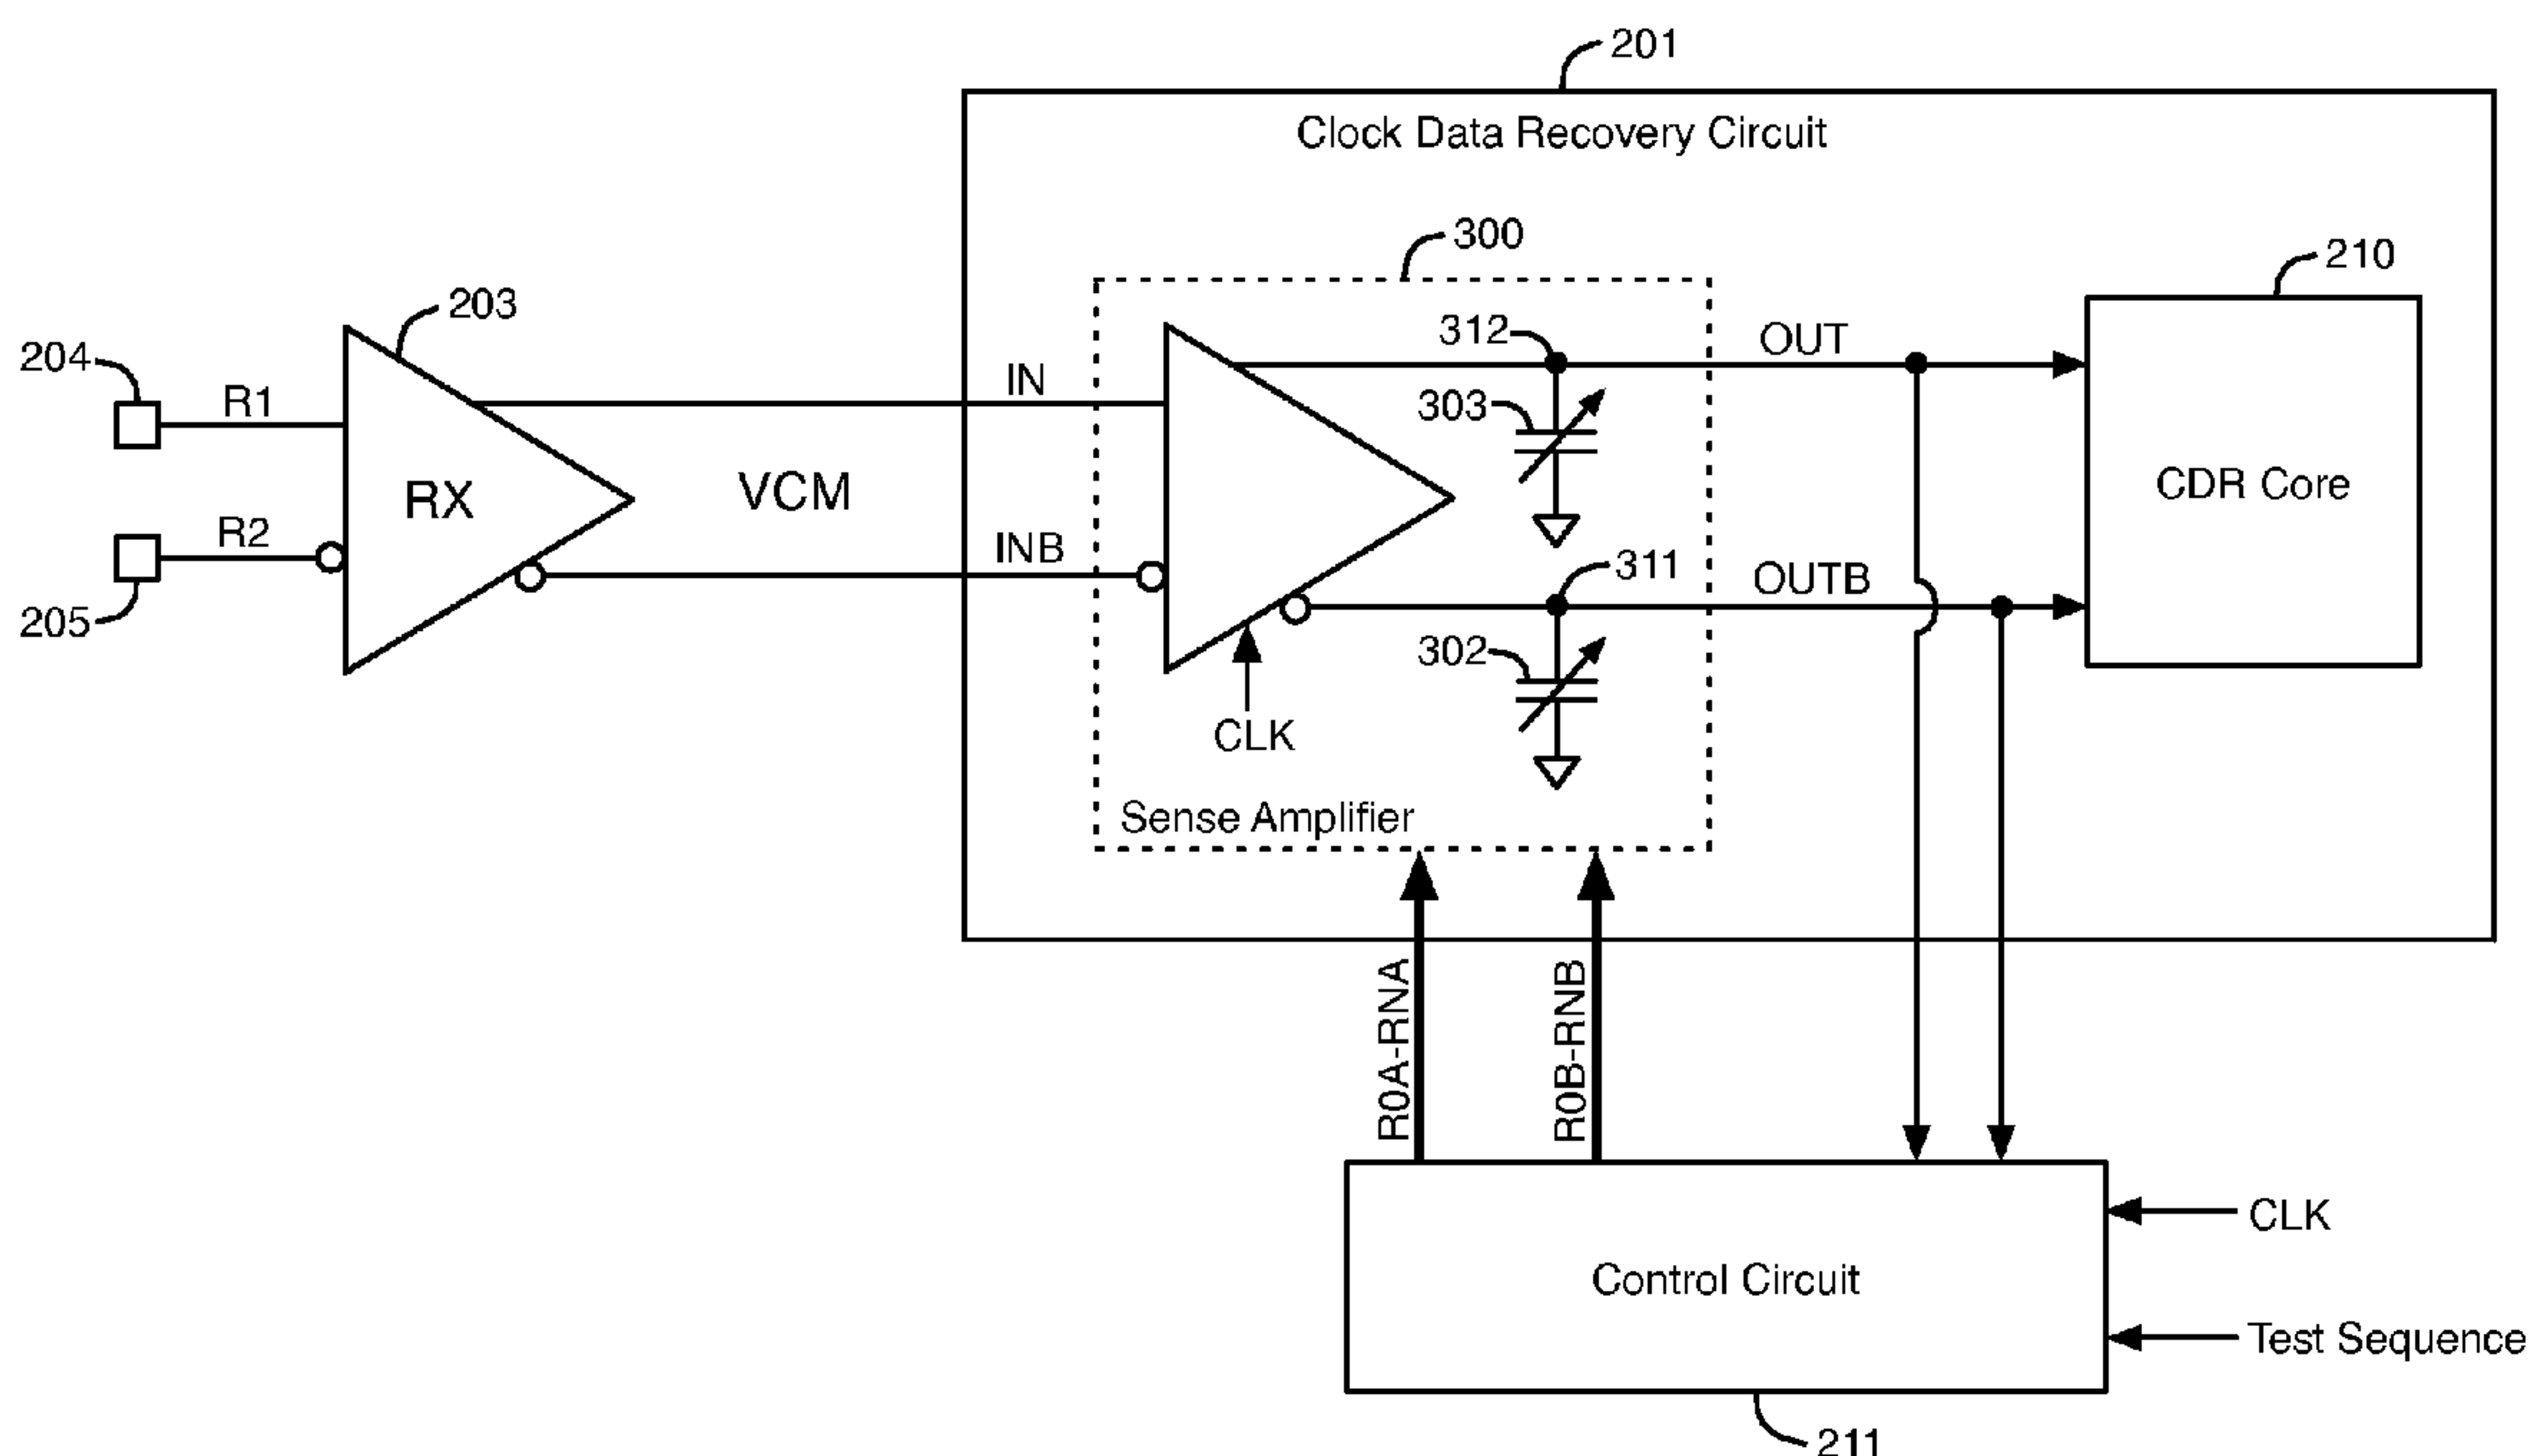 201
Clock Data Recovery Circuit
300
210
203
312
OUT
204
R1
IN
303
RX
VCM
CDR Core
R2
INB
311
OUTB
205
302
CLK
Sense Amplifier
R0A-RNA
R0B-RNB
CLK
Control Circuit
Test Sequence
211